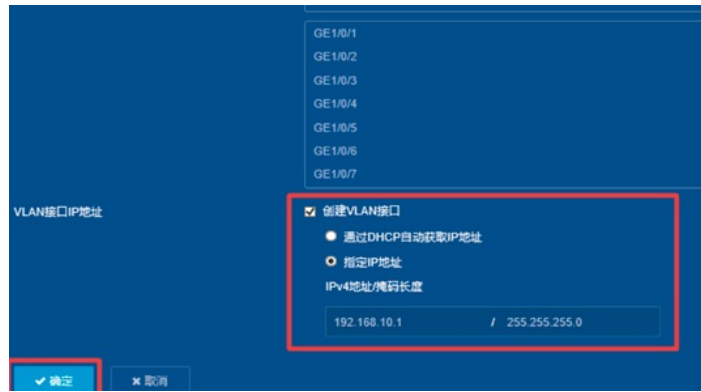 GE1/0/1
GE1/0/2
GE1/0/3
GE1/0/4
GE1/0/5
GE1/0/6
GE1/0/7
VLAN接口IP地址
创建VLAN接口
通过DHCP自动获取IP地址
指定IP地址
IPv4地址/掩码长度
192.168.10.1 / 255.255.255.0
确定 取消